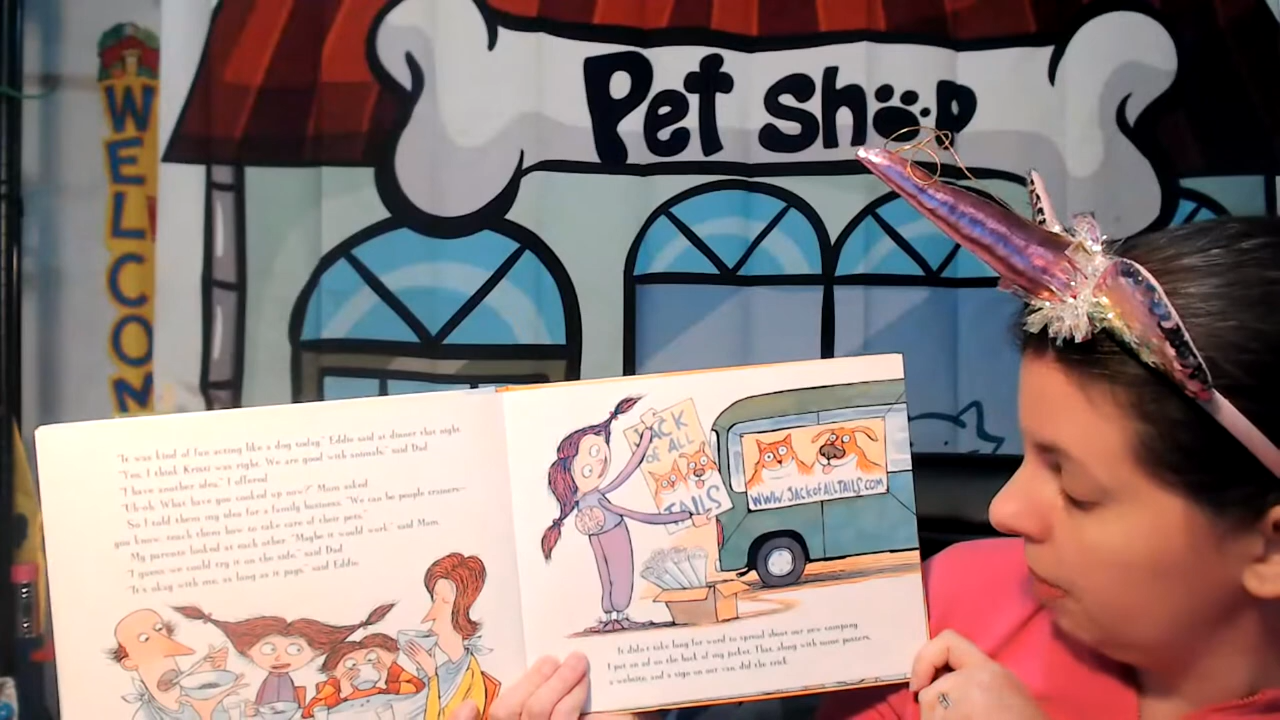 Pet Shop
WELCOM
"It was kind of fun acting like a dog today," Eddie said at dinner that night.
"Yes, I think Kristi was right. We are good with animals," said Dad.
"I have another idea," I offered.
"Uh-oh. What have you cooked up now?" Mom asked.
So I told them my idea for a family business. "We can be people trainers—
you know, teach them how to take care of their pets."
My parents looked at each other. "Maybe it would work," said Mom.
"I guess we could try it on the side," said Dad.
"It's okay with me, as long as it pays," said Eddie.
JACK
OF ALL
TAILS
WWW.JACKOFALLTAILS.COM
It didn't take long for word to spread about our new company.
I put an ad on the back of my jacket. That, along with some posters,
a website, and a sign on our van, did the trick.